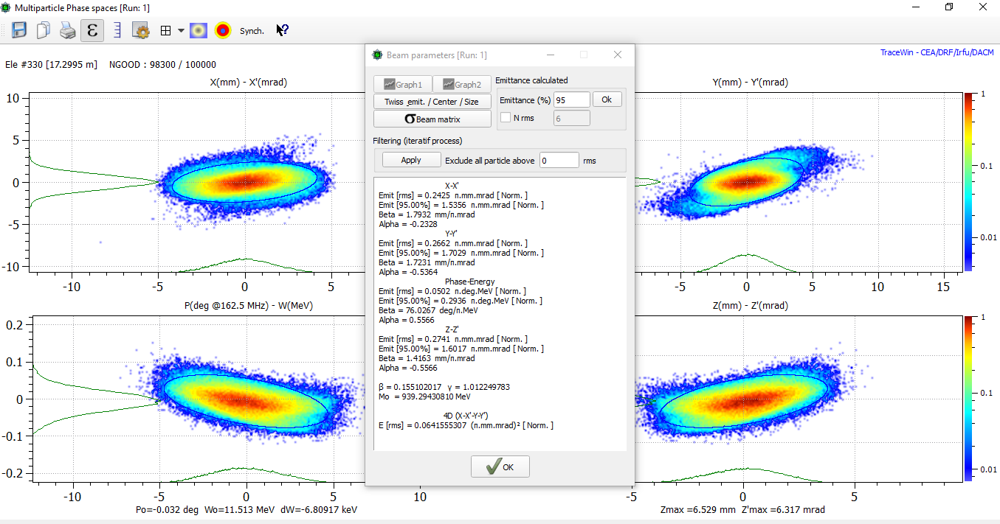 Multiparticle Phase spaces [Run: 1]
ε
Synch.
?
TraceWin - CEA/DRF/Irfu/DACM
Ele #330 [17.2995 m] NGOOD : 98300 / 100000
X(mm) - X'(mrad)
10
5
0
-5
-10
-10 -5 0 5
Y(mm) - Y'(mrad)
-5 0 5 10 15
1
0.1
0.01
P(deg @162.5 MHz) - W(MeV)
0.2
0.1
0
-0.1
-0.2
-10 -5 0 5 10
Po=-0.032 deg Wo=11.513 MeV dW=-6.80917 keV
Z(mm) - Z'(mrad)
-5 0 5
1
0.1
0.01
Zmax =6.529 mm Z'max =6.317 mrad
Beam parameters [Run: 1]
Graph1 Graph2
Twiss emit. / Center / Size
σ Beam matrix
Emittance calculated
Emittance (%) 95 Ok
N rms 6
Filtering (iteratif process)
Apply Exclude all particle above 0 rms
X-X'
Emit [rms] = 0.2425 п.mm.mrad [ Norm. ]
Emit [95.00%] = 1.5356 п.mm.mrad [ Norm. ]
Beta = 1.7932 mm/п.mrad
Alpha = -0.2328
Y-Y'
Emit [rms] = 0.2662 п.mm.mrad [ Norm. ]
Emit [95.00%] = 1.7029 п.mm.mrad [ Norm. ]
Beta = 1.7231 mm/п.mrad
Alpha = -0.5364
Phase-Energy
Emit [rms] = 0.0502 п.deg.MeV [ Norm. ]
Emit [95.00%] = 0.2936 п.deg.MeV [ Norm. ]
Beta = 76.0267 deg/п.MeV
Alpha = 0.5566
Z-Z'
Emit [rms] = 0.2741 п.mm.mrad [ Norm. ]
Emit [95.00%] = 1.6017 п.mm.mrad [ Norm. ]
Beta = 1.4163 mm/п.mrad
Alpha = -0.5566
β = 0.155102017 γ = 1.012249783
Mo = 939.29430810 MeV
4D (X-X'-Y-Y')
E [rms] = 0.0641555307 (п.mm.mrad)² [ Norm. ]
OK